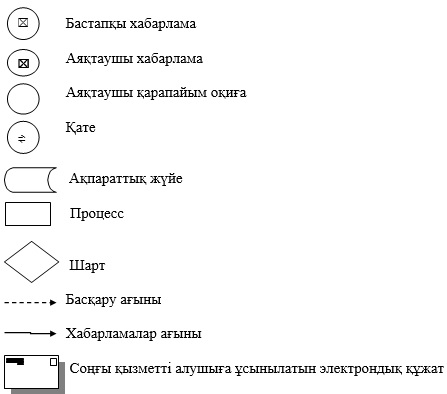 Бастапқы хабарлама
Аяқтаушы хабарлама
Аяқтаушы қарапайым оқиға
Қате
Ақпараттық жүйе
Процесс
Шарт
Басқару ағыны
Хабарламалар ағыны
Соңғы қызметті алушыға ұсынылатын электрондық құжат